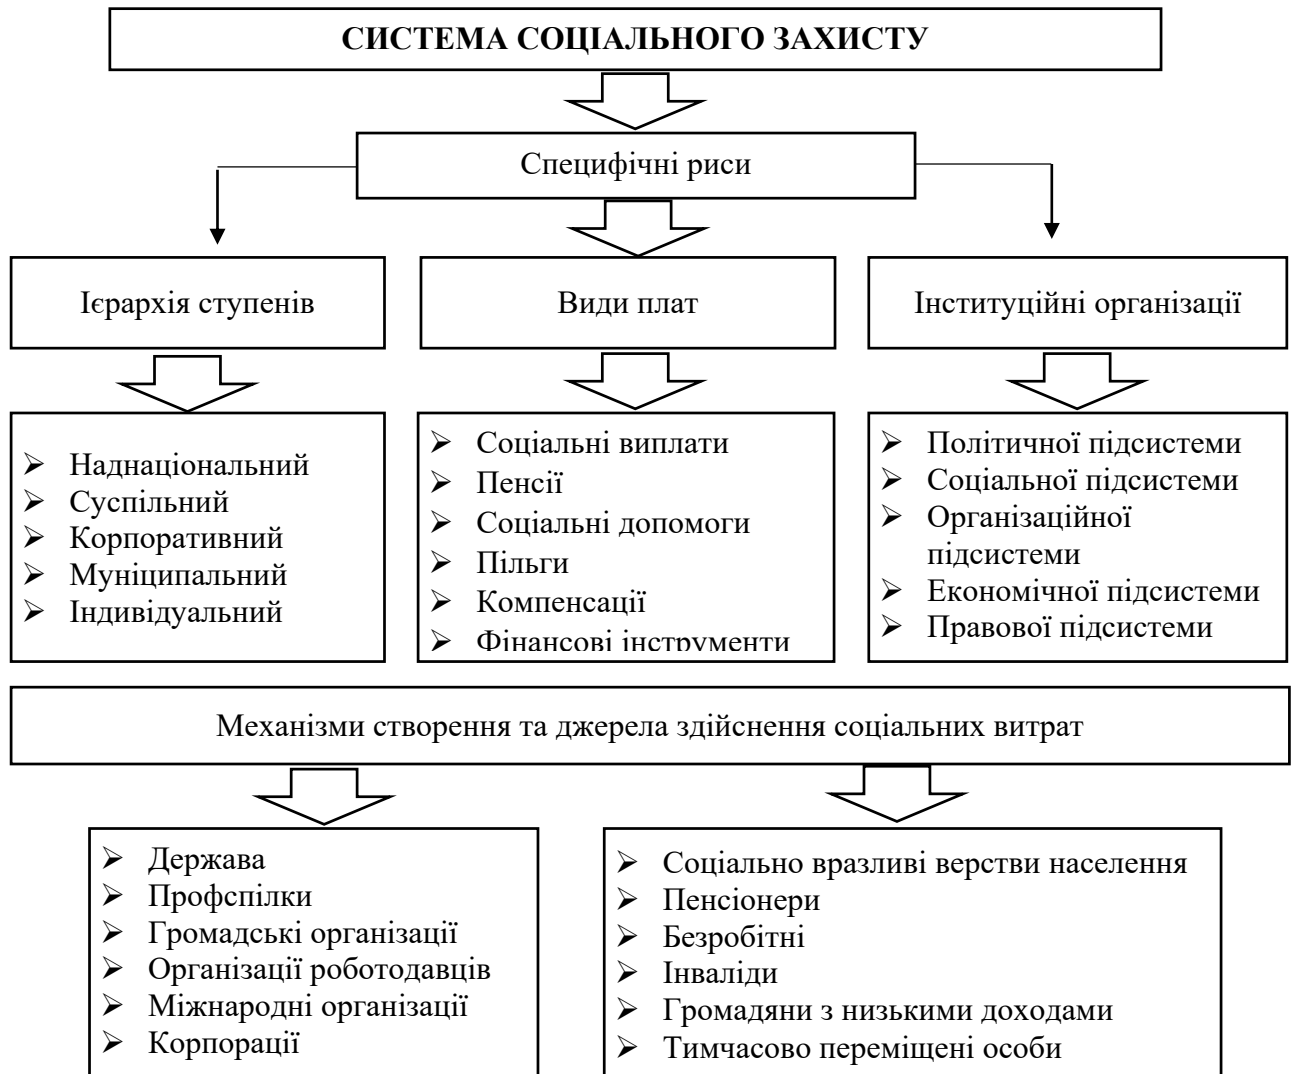 СИСТЕМА СОЦІАЛЬНОГО ЗАХИСТУ
Специфічні риси
Ієрархія ступенів
Види плат
Інституційні організації
➢ Наднаціональний
➢ Суспільний
➢ Корпоративний
➢ Муніципальний
➢ Індивідуальний
➢ Соціальні виплати
➢ Пенсії
➢ Соціальні допомоги
➢ Пільги
➢ Компенсації
➢ Фінансові інструменти
➢ Політичної підсистеми
➢ Соціальної підсистеми
➢ Організаційної
підсистеми
➢ Економічної підсистеми
➢ Правової підсистеми
Механізми створення та джерела здійснення соціальних витрат
➢ Держава
➢ Профспілки
➢ Громадські організації
➢ Організації роботодавців
➢ Міжнародні організації
➢ Корпорації
➢ Соціально вразливі верстви населення
➢ Пенсіонери
➢ Безробітні
➢ Інваліди
➢ Громадяни з низькими доходами
➢ Тимчасово переміщені особи